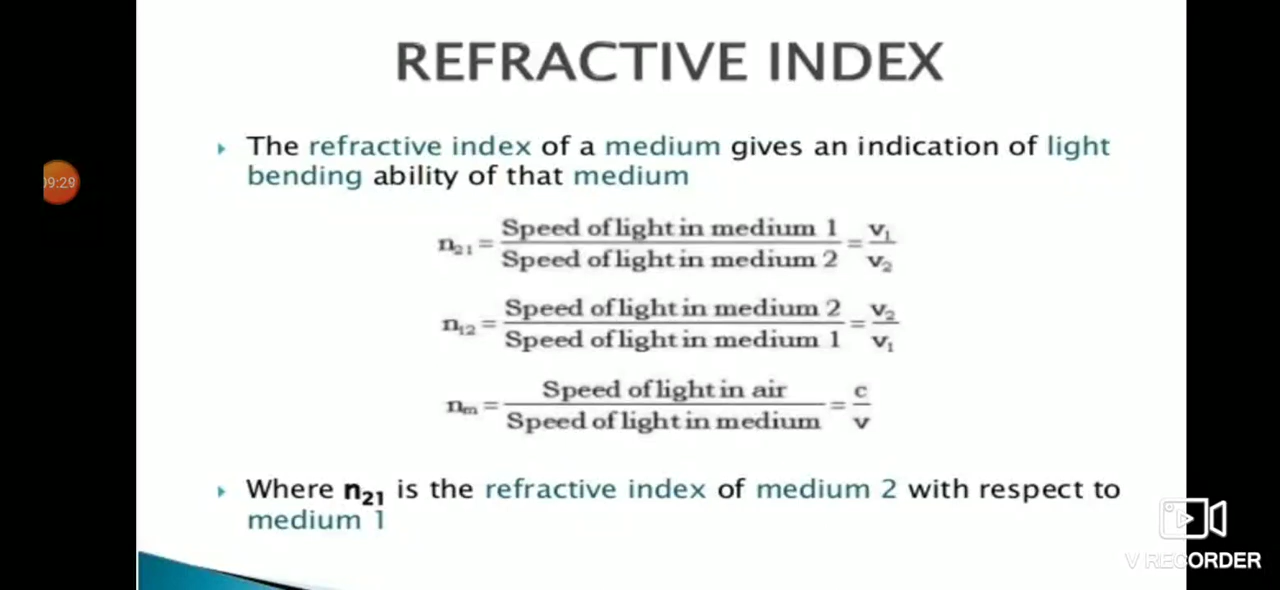 REFRACTIVE INDEX
The refractive index of a medium gives an indication of light
bending ability of that medium
n₂₁ = Speed of light in medium 1 / Speed of light in medium 2 = v₁ / v₂
n₁₂ = Speed of light in medium 2 / Speed of light in medium 1 = v₂ / v₁
nₘ = Speed of light in air / Speed of light in medium = c / v
Where n₂₁ is the refractive index of medium 2 with respect to
medium 1
09:29
V RECORDER